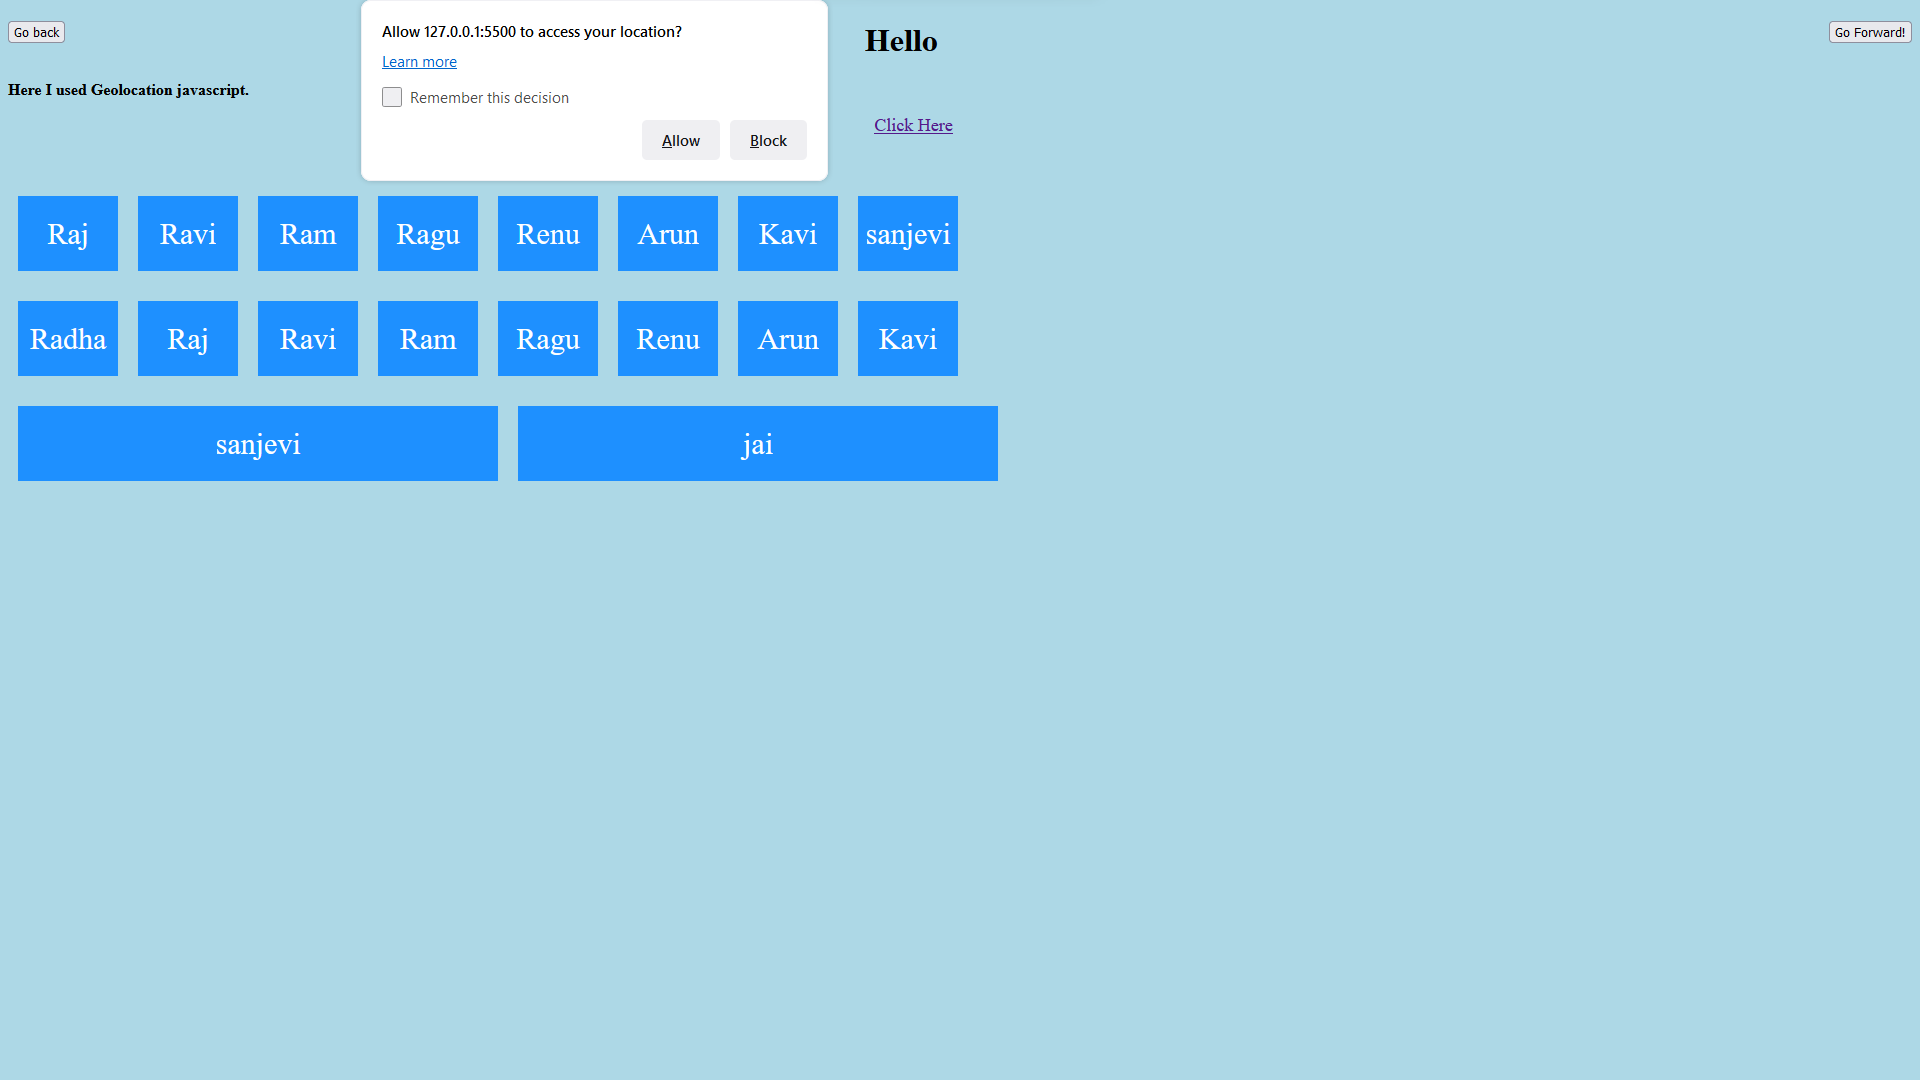 Go back
Allow 127.0.0.1:5500 to access your location?
Learn more
Remember this decision
Allow Block
Hello
Go Forward!
Here I used Geolocation javascript.
Click Here
Raj Ravi Ram Ragu Renu Arun Kavi sanjevi
Radha Raj Ravi Ram Ragu Renu Arun Kavi
sanjevi jai